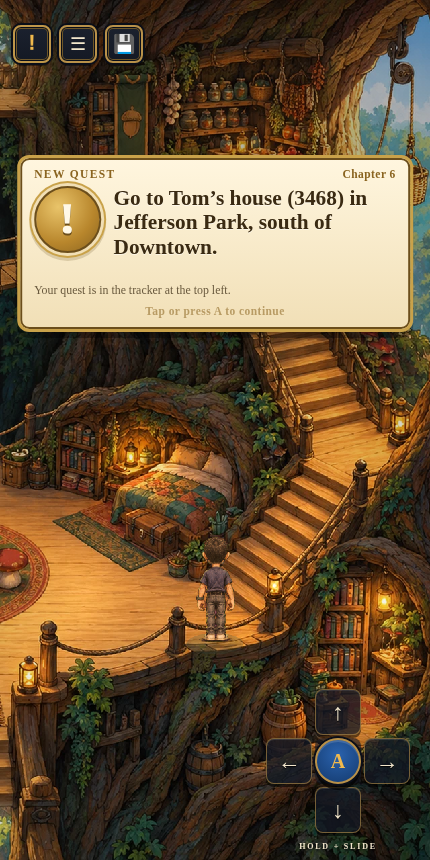 !
NEW QUEST
Chapter 6
!
Go to Tom’s house (3468) in
Jefferson Park, south of
Downtown.
Your quest is in the tracker at the top left.
Tap or press A to continue
↑
← A →
↓
HOLD + SLIDE